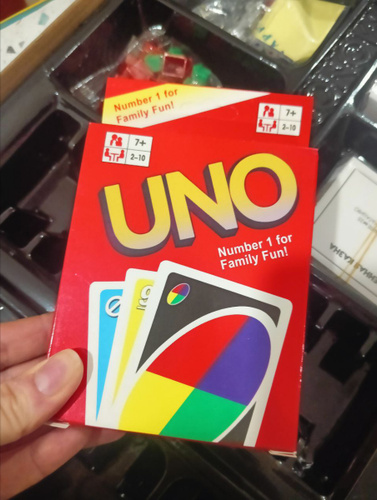 Number 1 for
Family Fun!
7+
2-10
7+
2-10
UNO
Number 1 for
Family Fun!